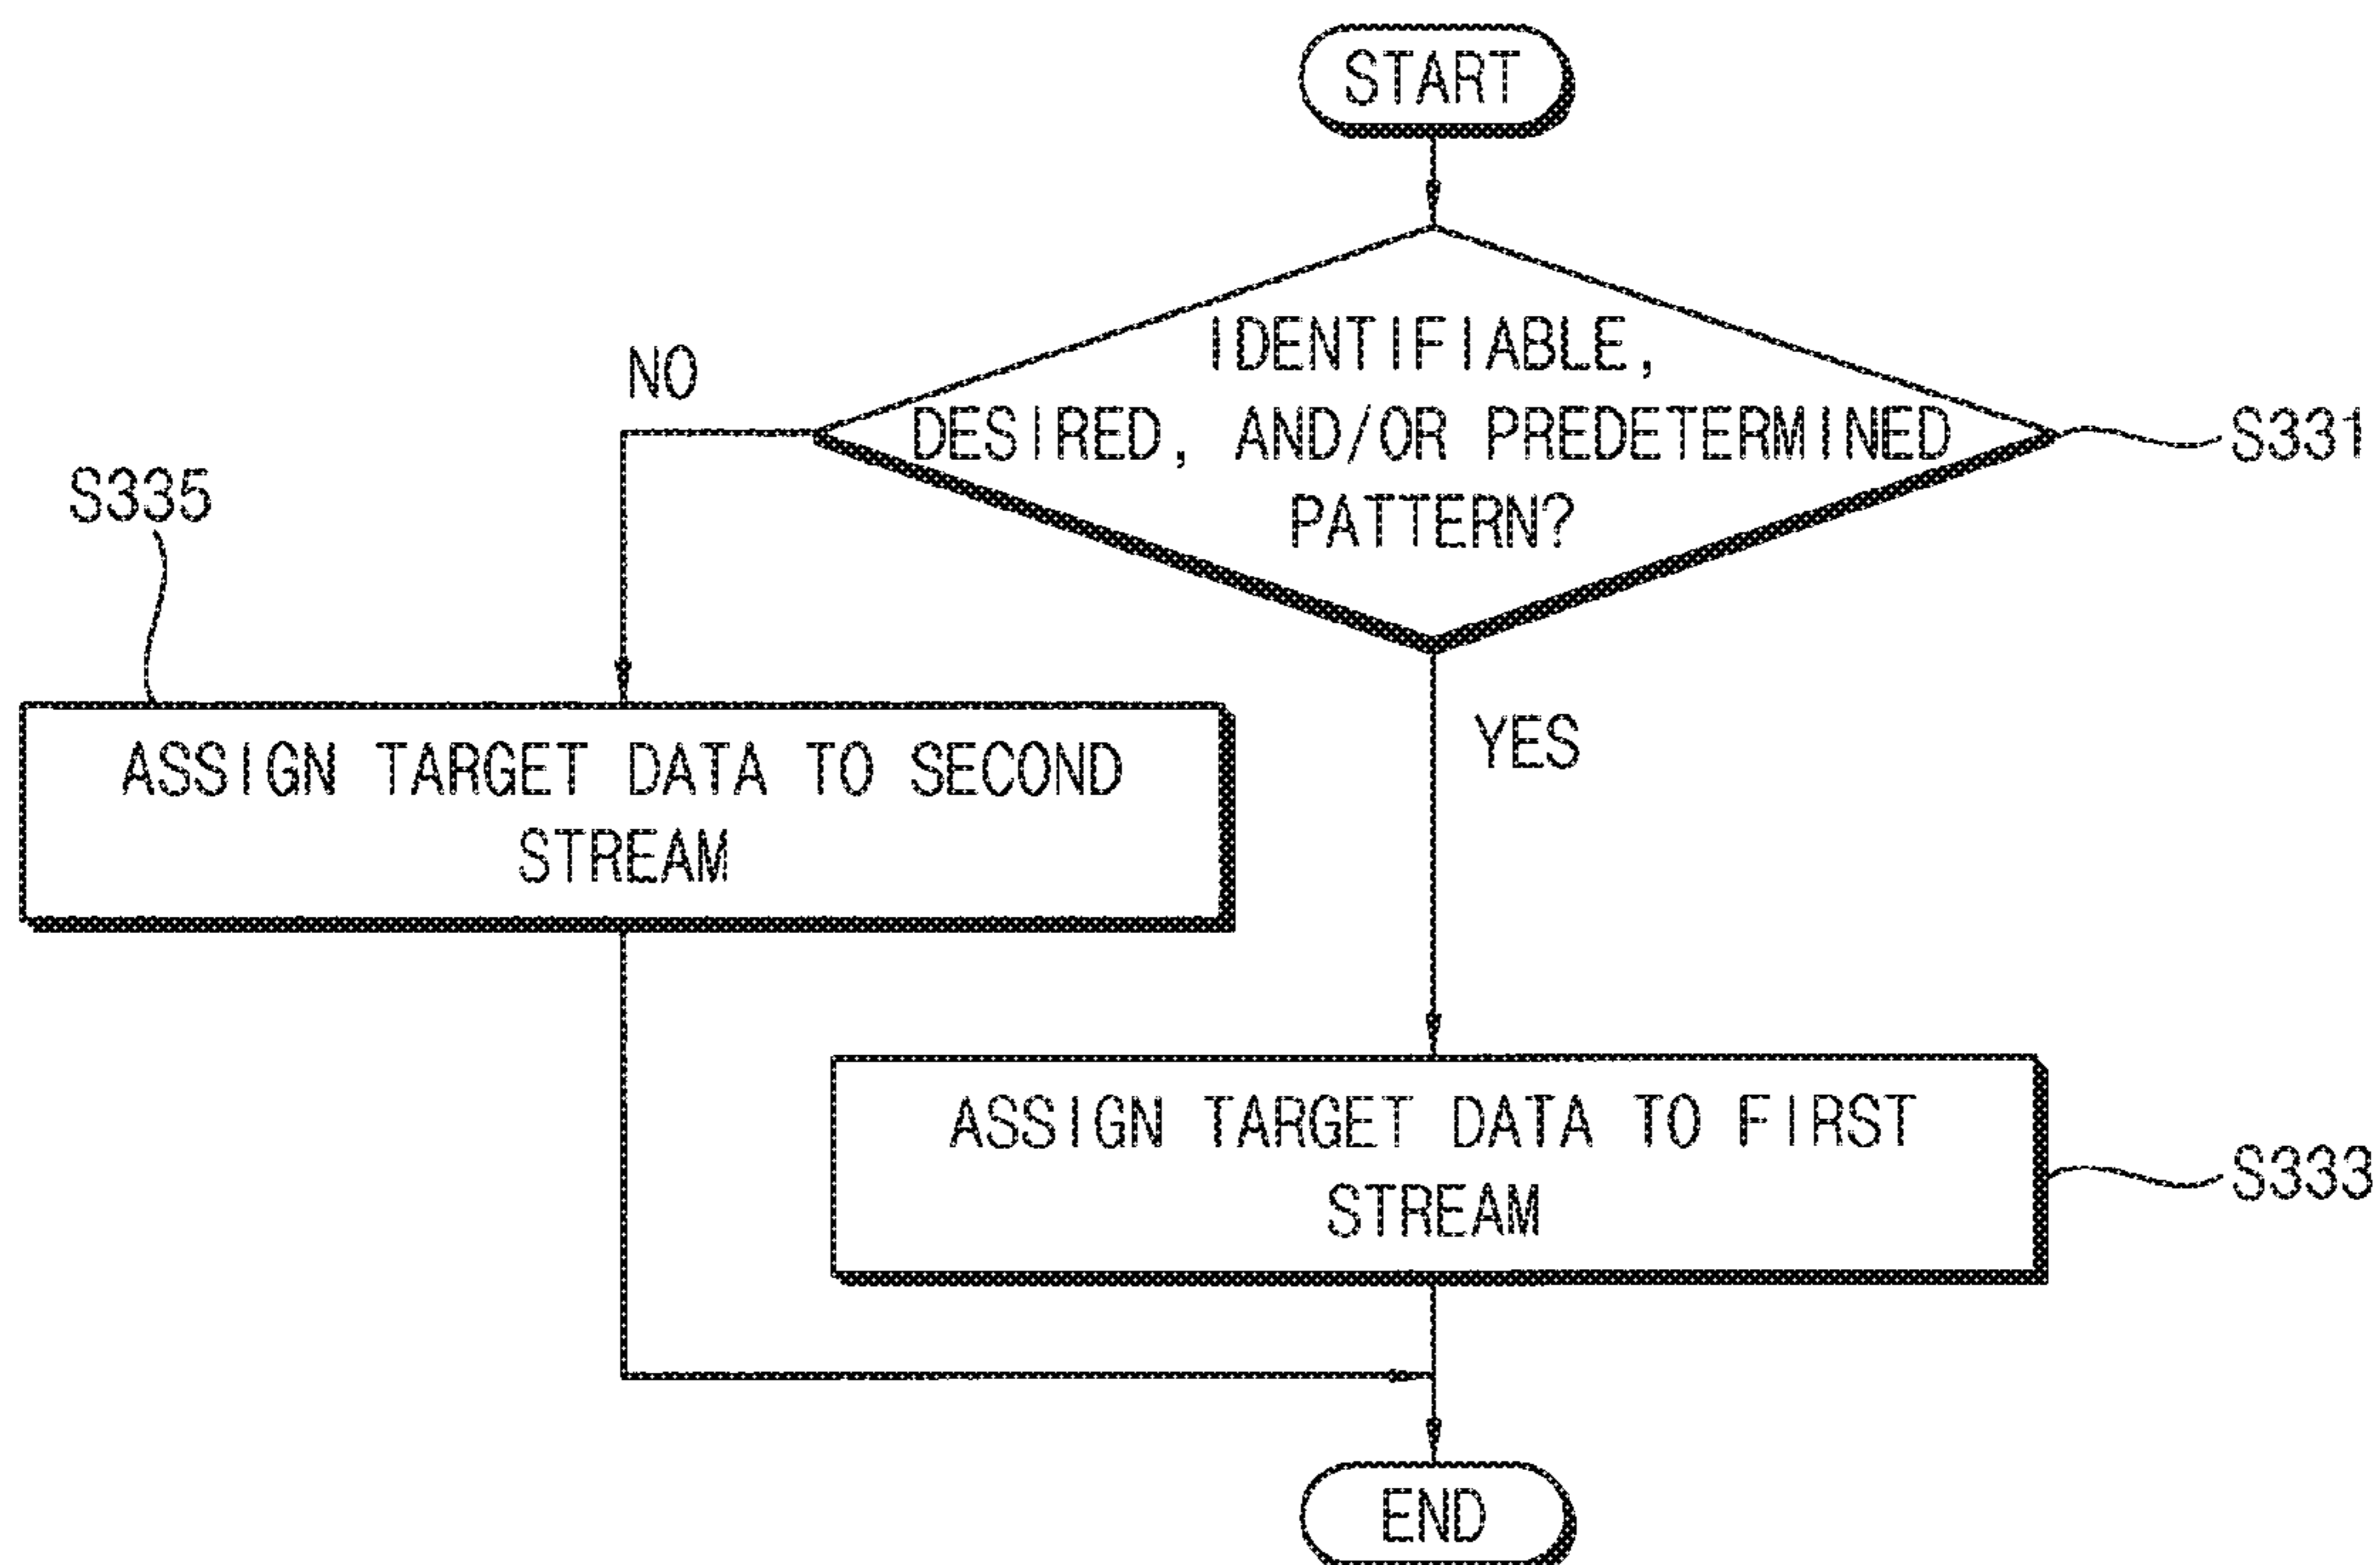 START
IDENTIFIABLE,
NO
DESIRED, AND/OR PREDETERMINED
S331
PATTERN?
S335
YES
ASSIGN TARGET DATA TO SECOND
STREAM
ASSIGN TARGET DATA TO FIRST
STREAM
S333
END